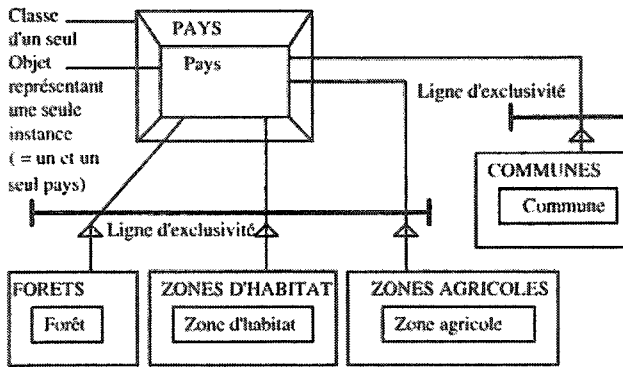 Classe
d'un seul
Objet
représentant
une seule
instance
( = un et un
seul pays)
PAYS
Pays
Ligne d'exclusivité
COMMUNES
Commune
Ligne d'exclusivité
FORETS
Forêt
ZONES D'HABITAT
Zone d'habitat
ZONES AGRICOLES
Zone agricole